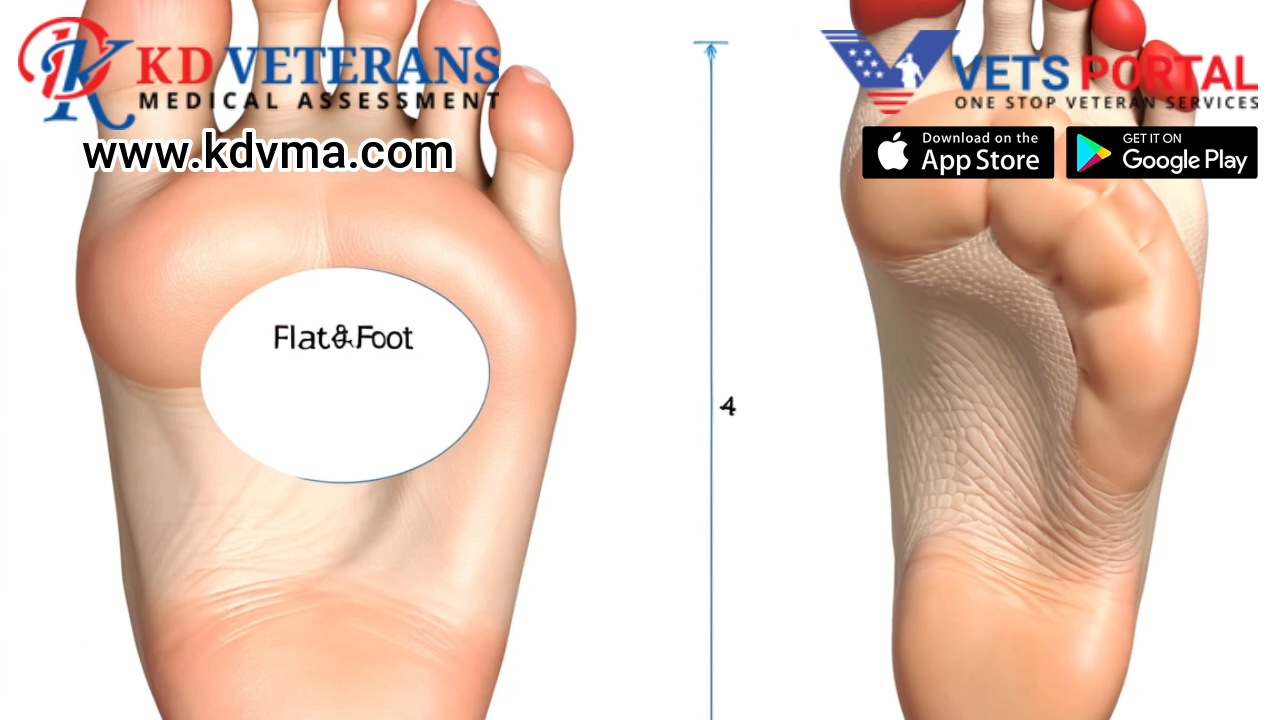 KD VETERANS
MEDICAL ASSESSMENT
www.kdvma.com
VETS PORTAL
ONE STOP VETERAN SERVICES
Download on the
App Store
GET IT ON
Google Play
Flat&Foot
4